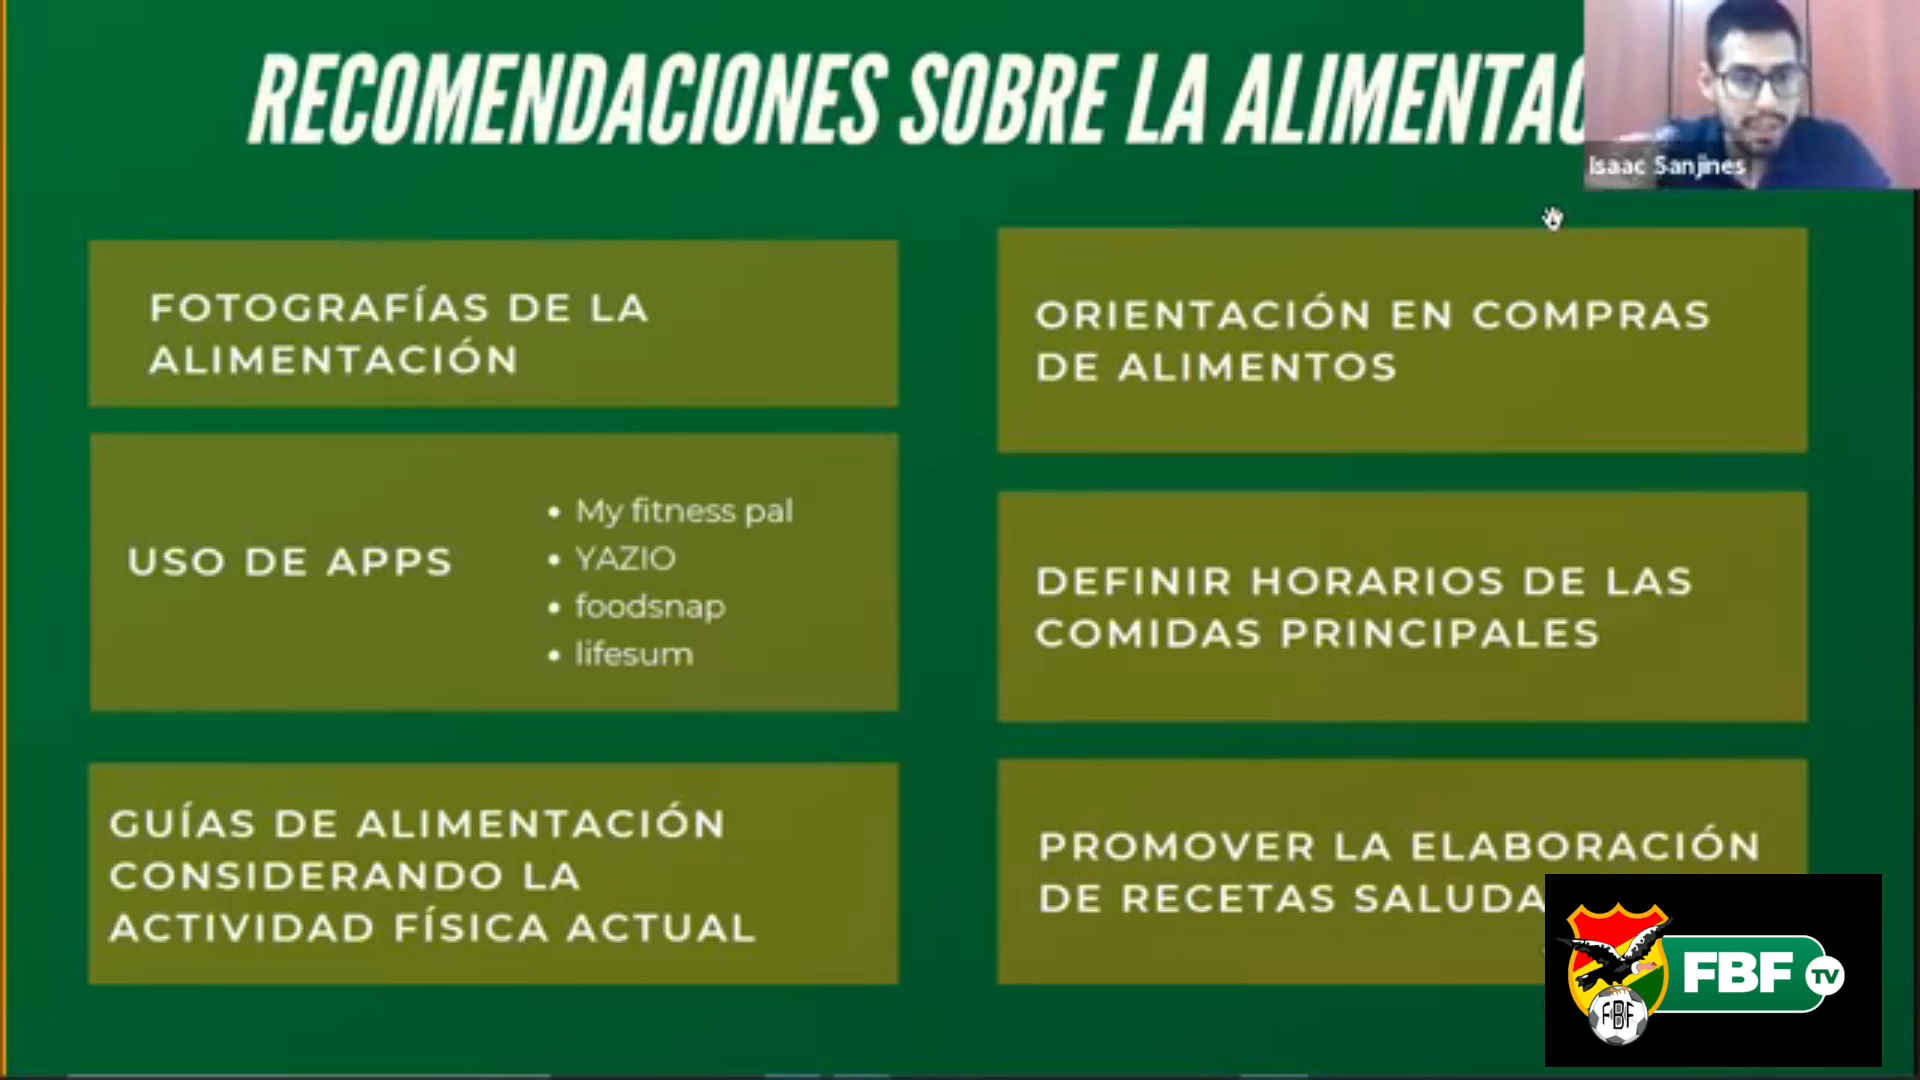 RECOMENDACIONES SOBRE LA ALIMENTAC
Isaac Sanjines
FOTOGRAFÍAS DE LA
ALIMENTACIÓN
USO DE APPS
• My fitness pal
• YAZIO
• foodsnap
• lifesum
GUÍAS DE ALIMENTACIÓN
CONSIDERANDO LA
ACTIVIDAD FÍSICA ACTUAL
ORIENTACIÓN EN COMPRAS
DE ALIMENTOS
DEFINIR HORARIOS DE LAS
COMIDAS PRINCIPALES
PROMOVER LA ELABORACIÓN
DE RECETAS SALUDA
FBF TV
FBF